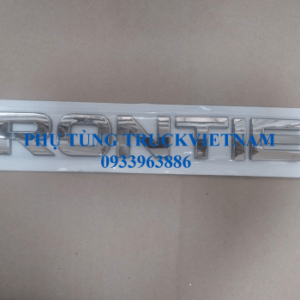 RONTIE
PHỤ TÙNG TRUCKVIETNAM
0933963886